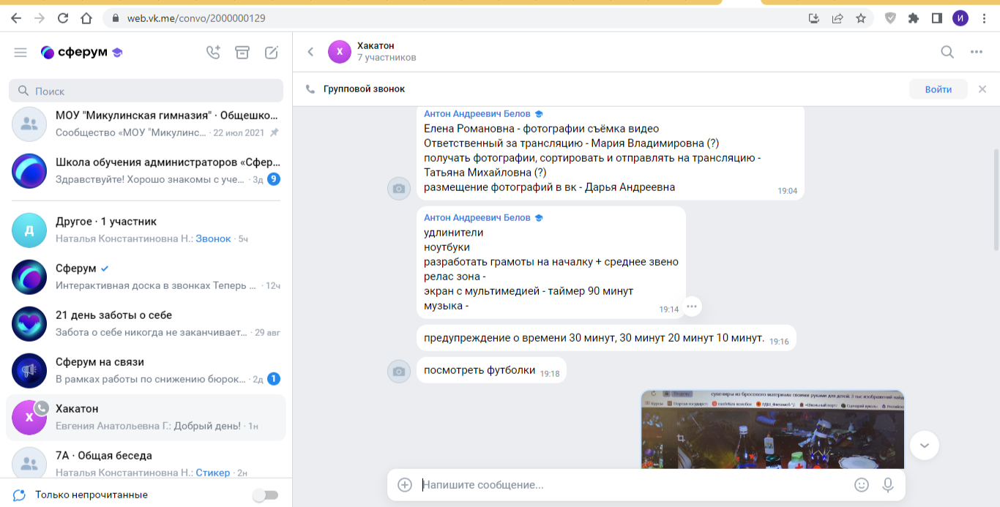 web.vk.me/convo/2000000129
И
сферум
Поиск
МОУ "Микулинская гимназия" · Общешко...
Сообщество «МОУ "Микулинс... · 22 июл 2021
Школа обучения администраторов «Сфер...
Здравствуйте! Хорошо знакомы с уче... · 3д 9
Д
Другое · 1 участник
Наталья Константиновна Н.: Звонок · 5ч
Сферум
Интерактивная доска в звонках Теперь ... · 12ч
21 день заботы о себе
Забота о себе никогда не заканчивает... · 29 авг
Сферум на связи
В рамках работы по снижению бюрок... · 2д 1
Х
Хакатон
Евгения Анатольевна Г.: Добрый день! · 1н
7А · Общая беседа
Наталья Константиновна Н.: Стикер · 2н
Только непрочитанные
Х
Хакатон
7 участников
Групповой звонок
Войти
Антон Андреевич Белов
Елена Романовна - фотографии съёмка видео
Ответственный за трансляцию - Мария Владимировна (?)
получать фотографии, сортировать и отправлять на трансляцию -
Татьяна Михайловна (?)
размещение фотографий в вк - Дарья Андреевна
19:04
Антон Андреевич Белов
удлинители
ноутбуки
разработать грамоты на началку + среднее звено
релас зона -
экран с мультимедией - таймер 90 минут
музыка -
19:14
предупреждение о времени 30 минут, 30 минут 20 минут 10 минут. 19:16
посмотреть футболки 19:18
сувениры из бросового материала своими руками для детей: 3 тыс изображений
Курсы
Напишите сообщение...